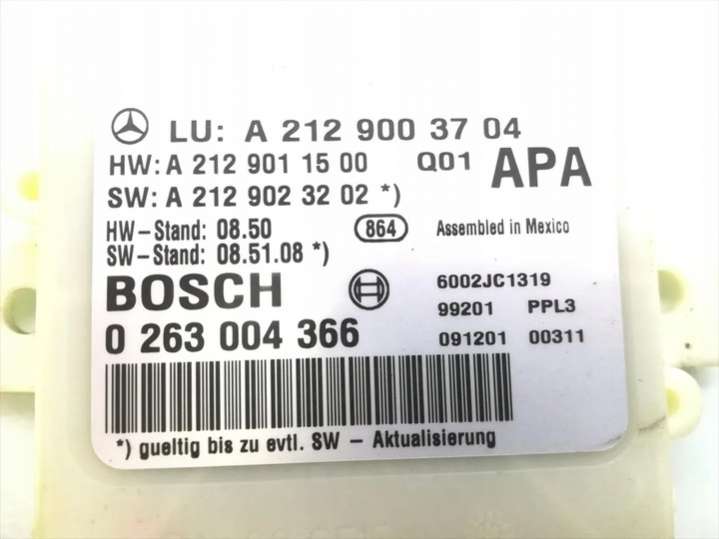 LU: A 212 900 37 04
HW: A 212 901 15 00 Q01 APA
SW: A 212 902 32 02 *)
HW-Stand: 08.50 864 Assembled in Mexico
SW-Stand: 08.51.08 *)
BOSCH 6002JC1319
99201 PPL3
0 263 004 366 091201 00311
*) gueltig bis zu evtl. SW - Aktualisierung